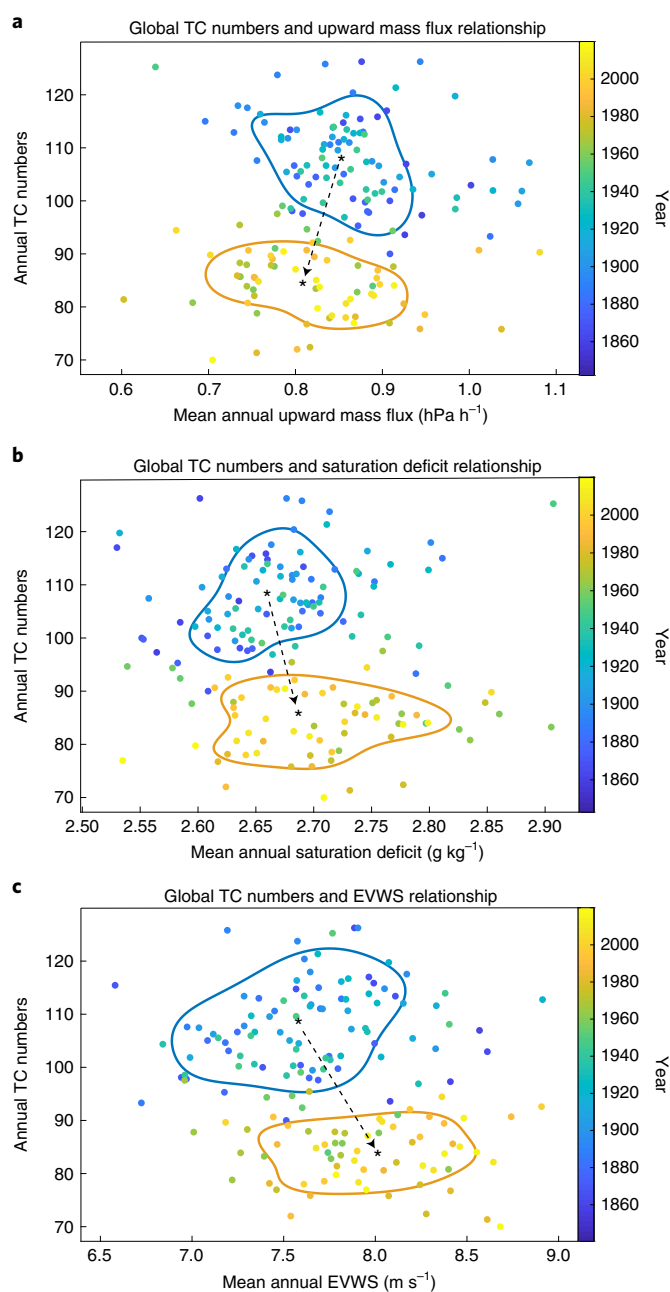 a
Global TC numbers and upward mass flux relationship
120
110
100
90
80
70
Annual TC numbers
0.6 0.7 0.8 0.9 1.0 1.1
Mean annual upward mass flux (hPa h⁻¹)
2000
1980
1960
1940
1920
1900
1880
1860
Year
b
Global TC numbers and saturation deficit relationship
120
110
100
90
80
70
Annual TC numbers
2.50 2.55 2.60 2.65 2.70 2.75 2.80 2.85 2.90
Mean annual saturation deficit (g kg⁻¹)
2000
1980
1960
1940
1920
1900
1880
1860
Year
c
Global TC numbers and EVWS relationship
120
110
100
90
80
70
Annual TC numbers
6.5 7.0 7.5 8.0 8.5 9.0
Mean annual EVWS (m s⁻¹)
2000
1980
1960
1940
1920
1900
1880
1860
Year